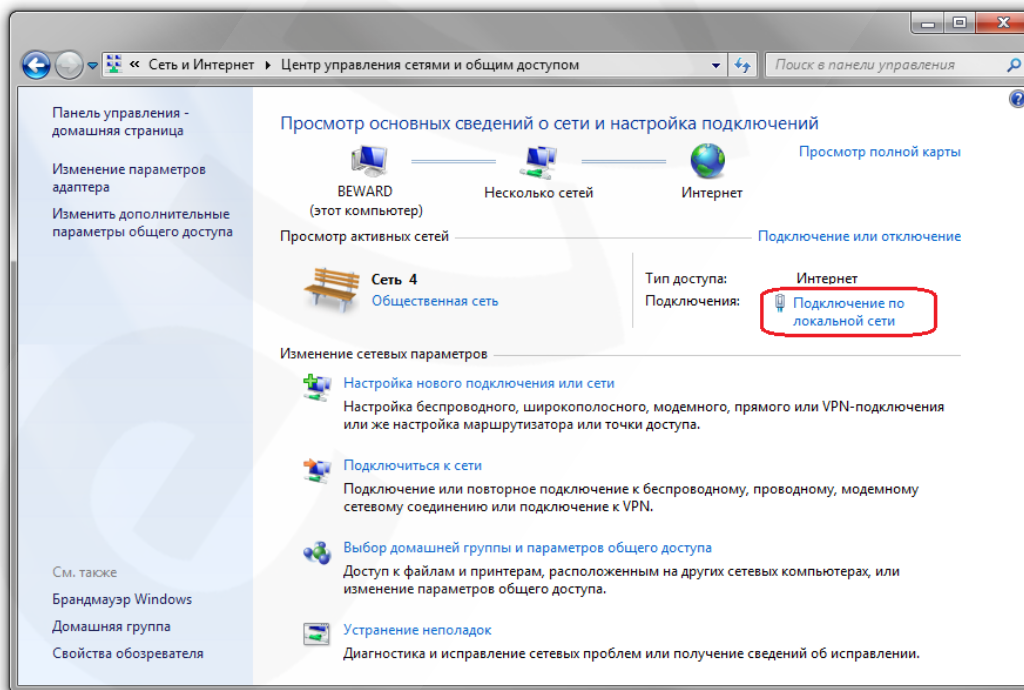 « Сеть и Интернет ▸ Центр управления сетями и общим доступом
Поиск в панели управления
Панель управления -
домашняя страница
Изменение параметров
адаптера
Изменить дополнительные
параметры общего доступа
См. также
Брандмауэр Windows
Домашняя группа
Свойства обозревателя
Просмотр основных сведений о сети и настройка подключений
Просмотр полной карты
BEWARD
(этот компьютер)
Несколько сетей
Интернет
Просмотр активных сетей
Подключение или отключение
Сеть 4
Общественная сеть
Тип доступа: Интернет
Подключения: Подключение по
локальной сети
Изменение сетевых параметров
Настройка нового подключения или сети
Настройка беспроводного, широкополосного, модемного, прямого или VPN-подключения
или же настройка маршрутизатора или точки доступа.
Подключиться к сети
Подключение или повторное подключение к беспроводному, проводному, модемному
сетевому соединению или подключение к VPN.
Выбор домашней группы и параметров общего доступа
Доступ к файлам и принтерам, расположенным на других сетевых компьютерах, или
изменение параметров общего доступа.
Устранение неполадок
Диагностика и исправление сетевых проблем или получение сведений об исправлении.